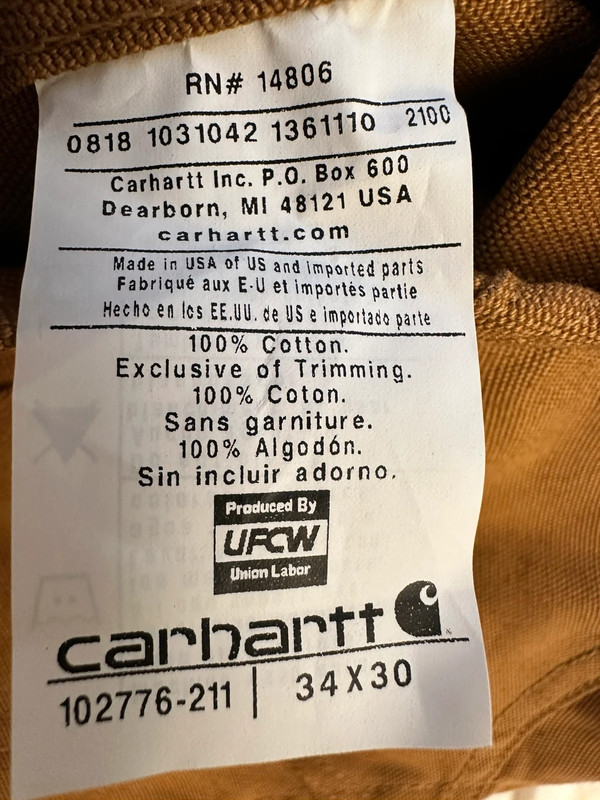 RN# 14806
0818 1031042 1361110 2100
Carhartt Inc. P.O. Box 600
Dearborn, MI 48121 USA
carhartt.com
Made in USA of US and imported parts
Fabriqué aux E-U et importés partie
Hecho en los EE.UU. de US e importado parte
100% Cotton.
Exclusive of Trimming.
100% Coton.
Sans garniture.
100% Algodón.
Sin incluir adorno.
Produced By
UFCW
Union Labor
carhartt
102776-211 | 34X30